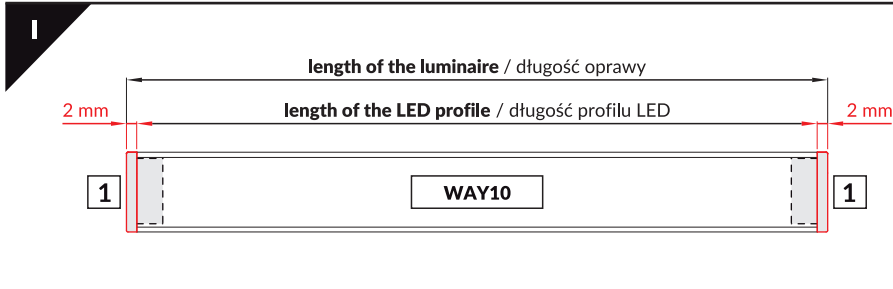 I
length of the luminaire / długość oprawy
2 mm length of the LED profile / długość profilu LED 2 mm
1 WAY10 1